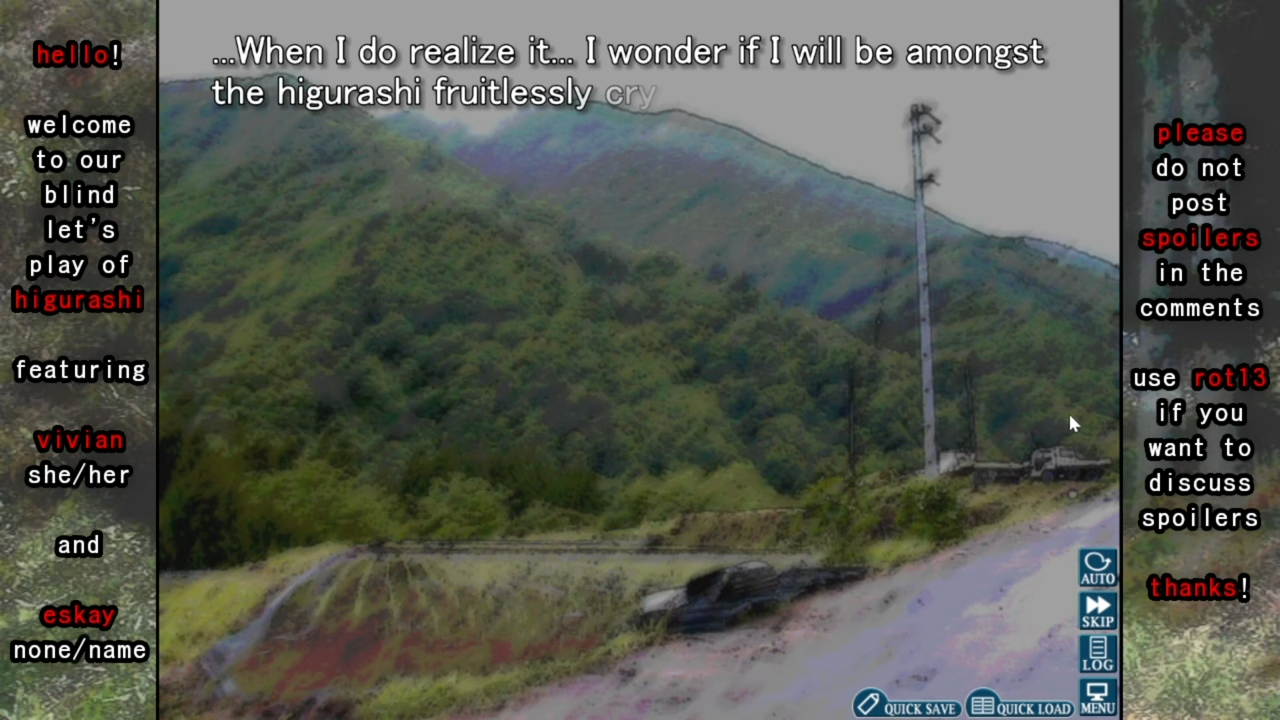 hello!
welcome
to our
blind
let's
play of
higurashi
featuring
vivian
she/her
and
eskay
none/name
...When I do realize it... I wonder if I will be amongst
the higurashi fruitlessly cry
AUTO
SKIP
LOG
MENU
QUICK SAVE
QUICK LOAD
please
do not
post
spoilers
in the
comments
use rot13
if you
want to
discuss
spoilers
thanks!